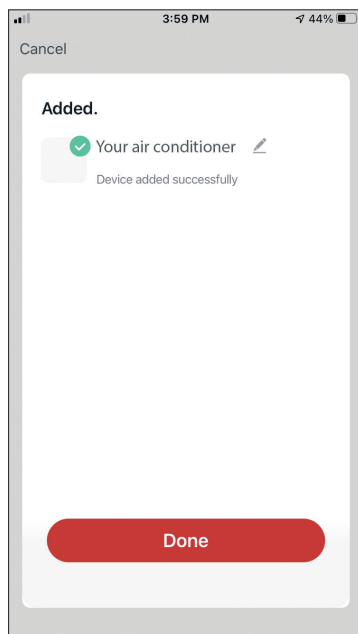 3:59 PM 44%
Cancel
Added.
Your air conditioner
Device added successfully
Done